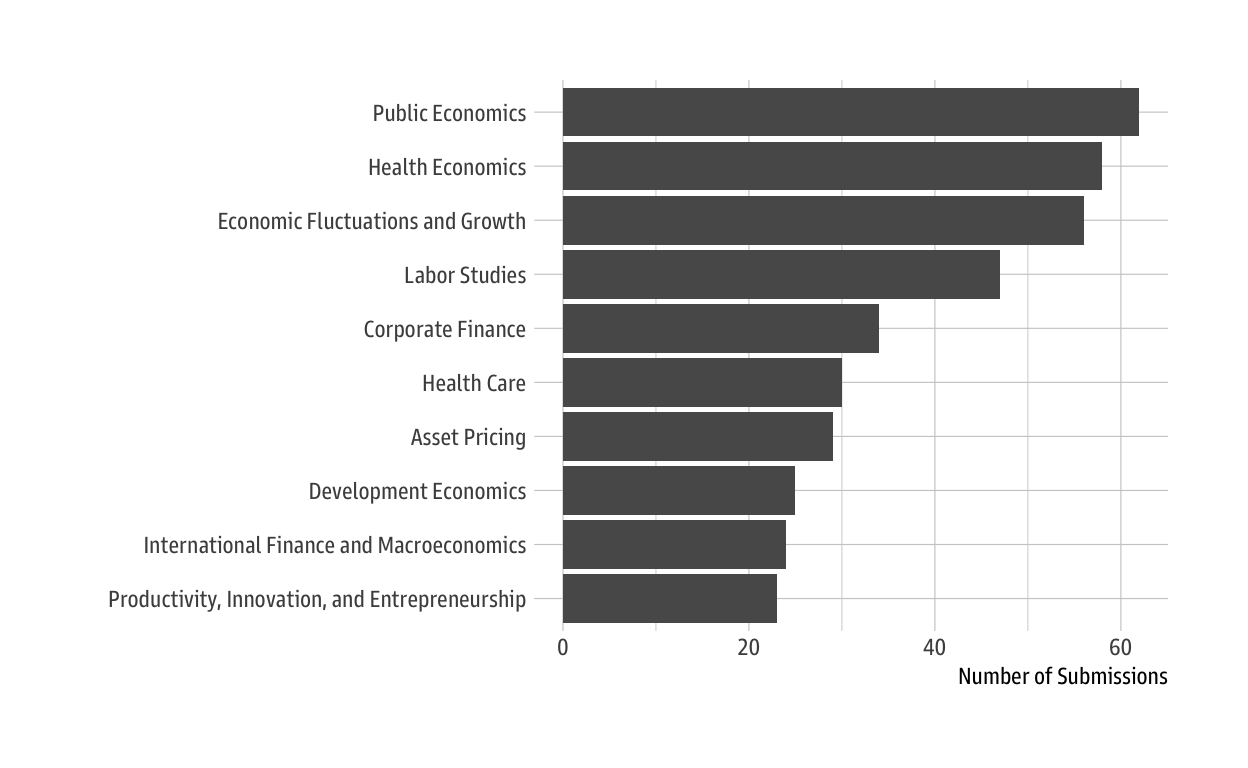 Public Economics
Health Economics
Economic Fluctuations and Growth
Labor Studies
Corporate Finance
Health Care
Asset Pricing
Development Economics
International Finance and Macroeconomics
Productivity, Innovation, and Entrepreneurship
0 20 40 60
Number of Submissions